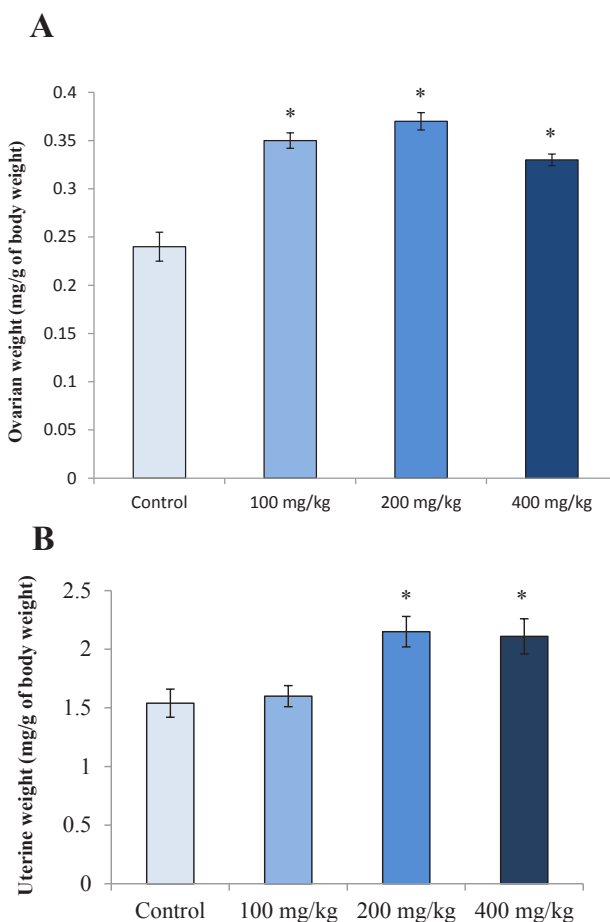 A
Ovarian weight (mg/g of body weight)
0.4
0.35
0.3
0.25
0.2
0.15
0.1
0.05
0
*
*
*
Control
100 mg/kg
200 mg/kg
400 mg/kg
B
Uterine weight (mg/g of body weight)
2.5
2
1.5
1
0.5
0
*
*
Control
100 mg/kg
200 mg/kg
400 mg/kg